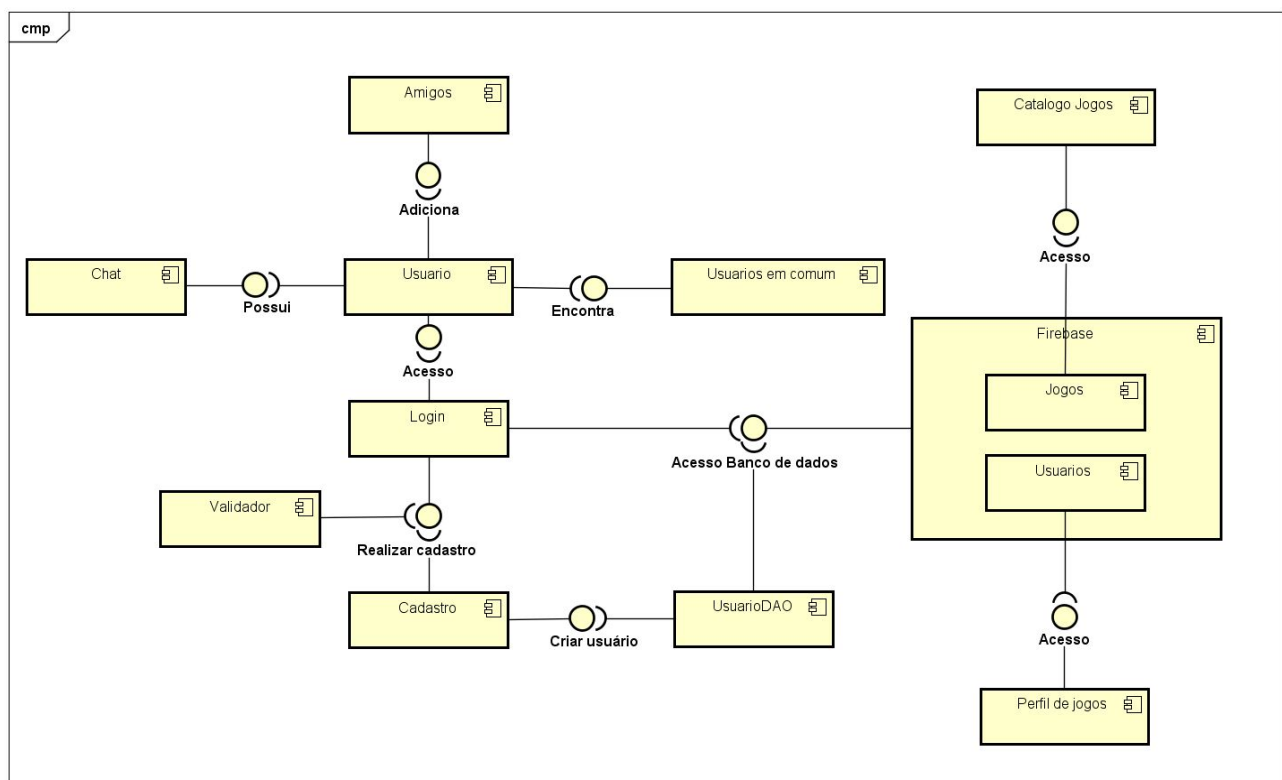 cmp
Amigos
Catalogo Jogos
Adiciona
Acesso
Chat
Usuario
Usuarios em comum
Possui
Encontra
Firebase
Acesso
Jogos
Login
Acesso Banco de dados
Usuarios
Validador
Realizar cadastro
Cadastro
UsuarioDAO
Criar usuário
Acesso
Perfil de jogos